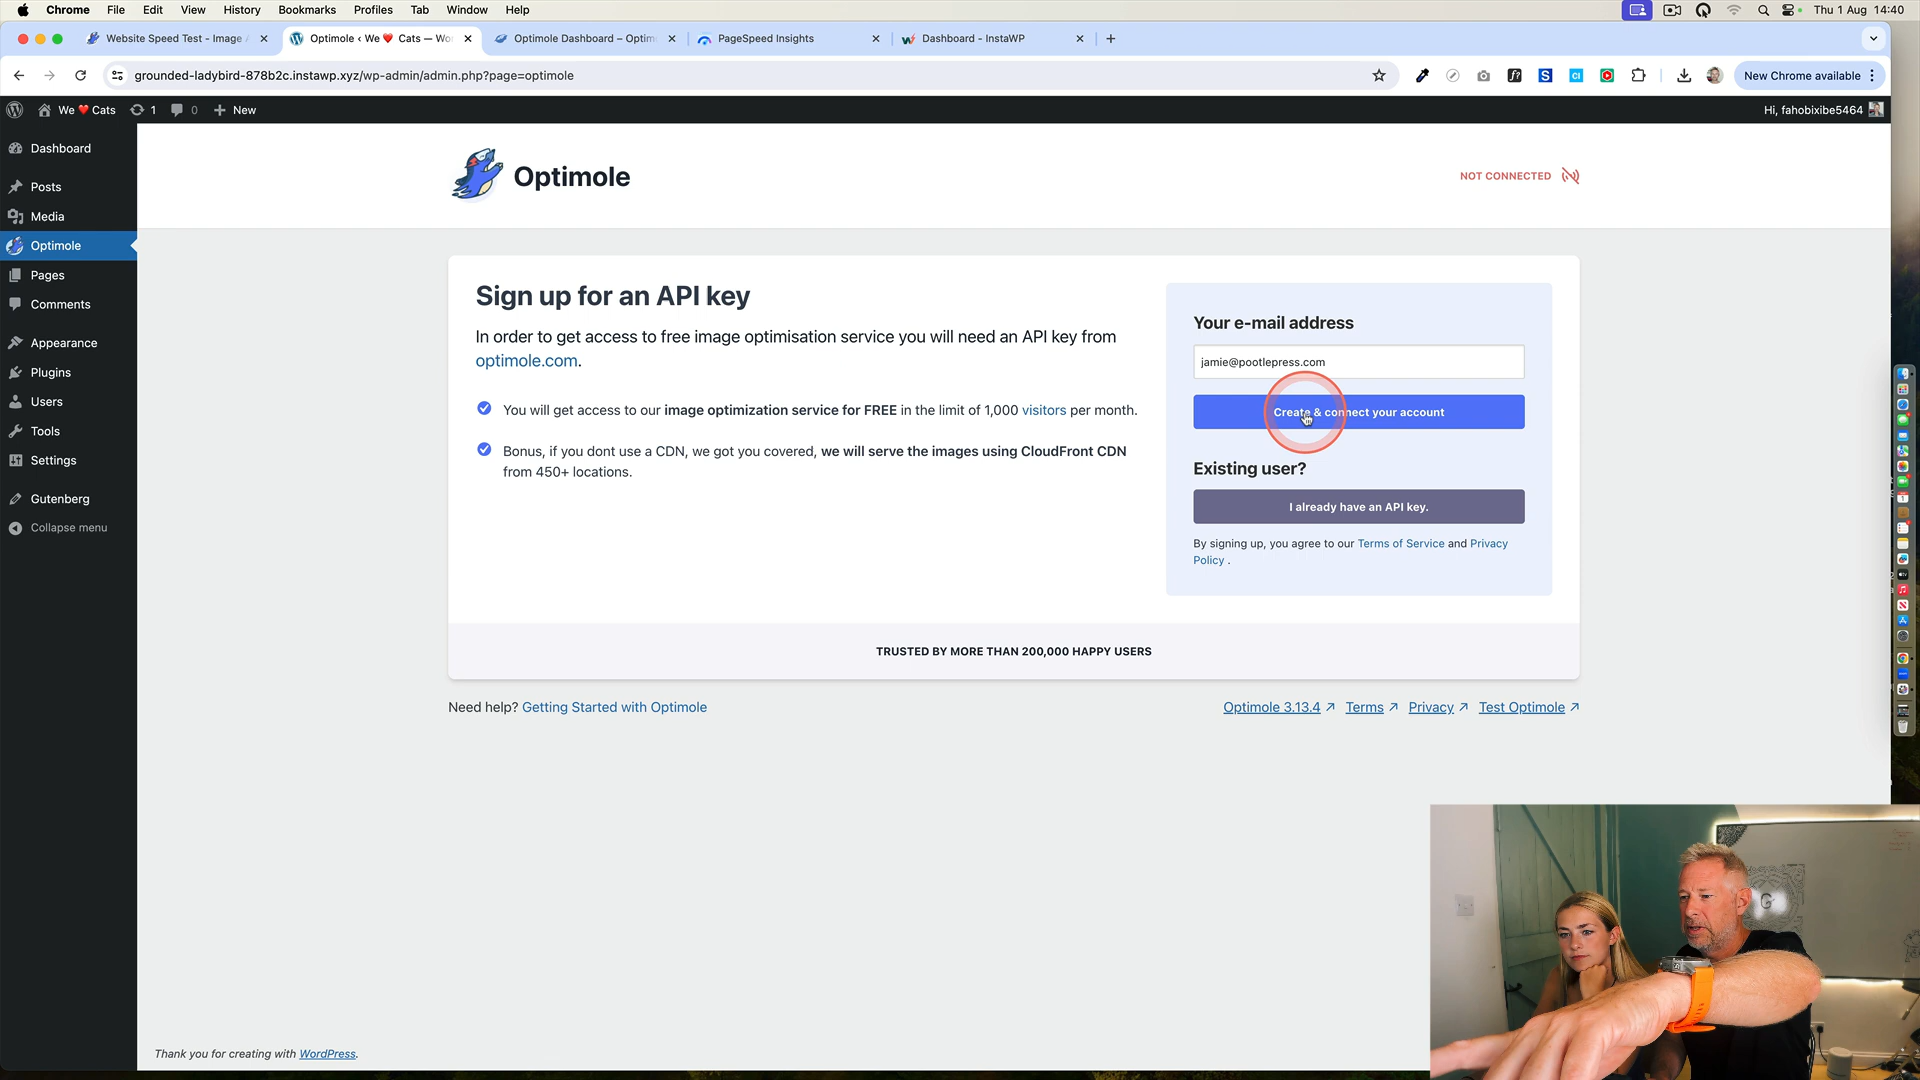 Chrome File Edit View History Bookmarks Profiles Tab Window Help
Thu 1 Aug 14:40
Website Speed Test - Image
Optimole ‹ We ❤ Cats — Wor
Optimole Dashboard – Optim
PageSpeed Insights
Dashboard - InstaWP
grounded-ladybird-878b2c.instawp.xyz/wp-admin/admin.php?page=optimole
New Chrome available
We ❤ Cats 1 0 New
Hi, fahobixibe5464
Dashboard
Posts
Media
Optimole
Pages
Comments
Appearance
Plugins
Users
Tools
Settings
Gutenberg
Collapse menu
Optimole
NOT CONNECTED
Sign up for an API key
In order to get access to free image optimisation service you will need an API key from
optimole.com.
You will get access to our image optimization service for FREE in the limit of 1,000 visitors per month.
Bonus, if you dont use a CDN, we got you covered, we will serve the images using CloudFront CDN
from 450+ locations.
Your e-mail address
jamie@pootlepress.com
Create & connect your account
Existing user?
I already have an API key.
By signing up, you agree to our Terms of Service and Privacy
Policy .
TRUSTED BY MORE THAN 200,000 HAPPY USERS
Need help? Getting Started with Optimole
Optimole 3.13.4 Terms Privacy Test Optimole
Thank you for creating with WordPress.